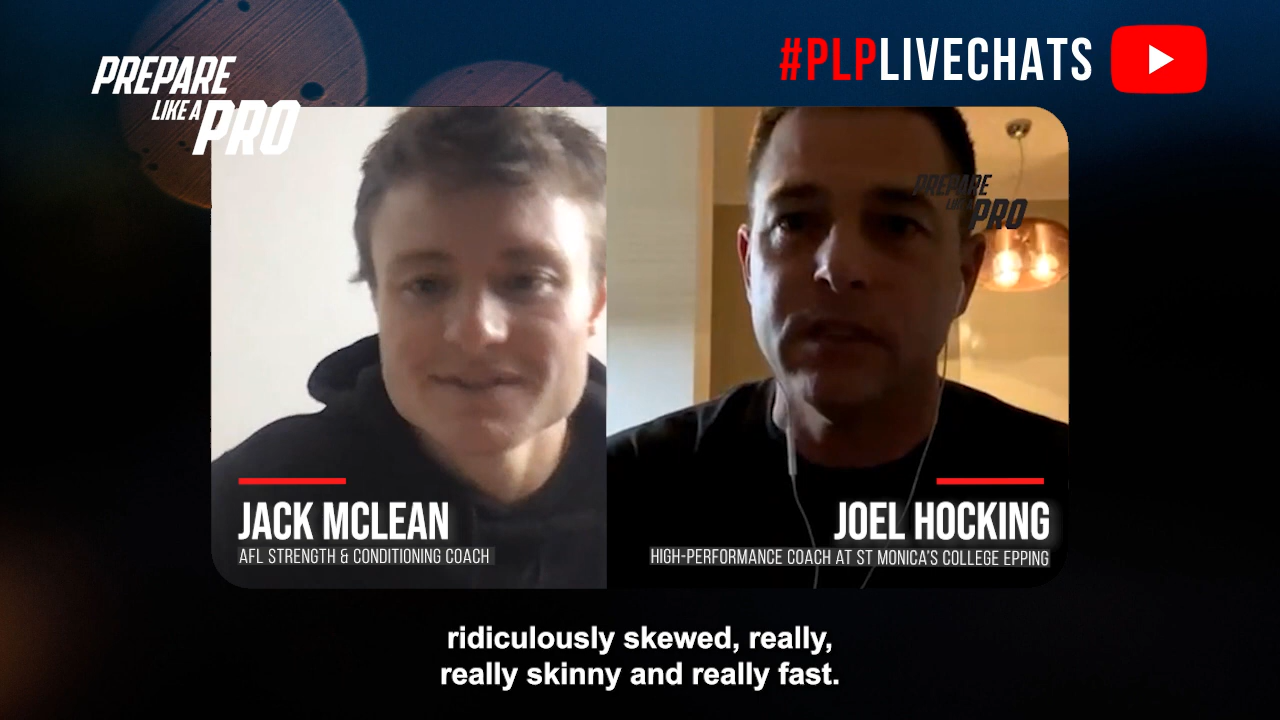 PREPARE
LIKE A
PRO
#PLPLIVECHATS
PREPARE
LIKE A
PRO
JACK MCLEAN
AFL STRENGTH & CONDITIONING COACH
JOEL HOCKING
HIGH-PERFORMANCE COACH AT ST MONICA'S COLLEGE EPPING
ridiculously skewed, really,
really skinny and really fast.